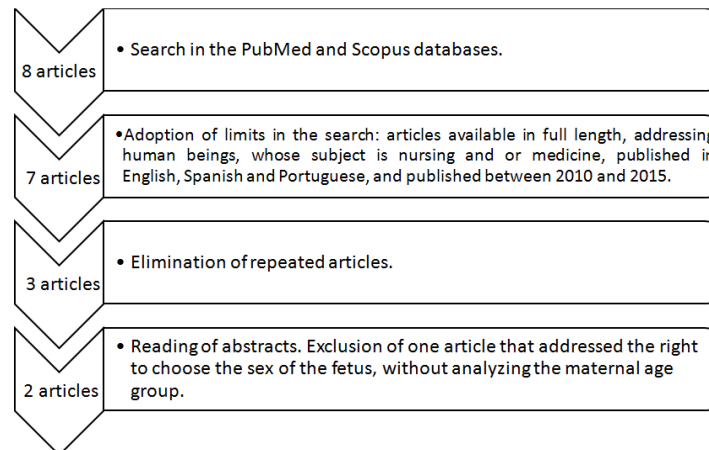 8 articles
• Search in the PubMed and Scopus databases.
7 articles
•Adoption of limits in the search: articles available in full length, addressing
human beings, whose subject is nursing and or medicine, published in
English, Spanish and Portuguese, and published between 2010 and 2015.
3 articles
• Elimination of repeated articles.
2 articles
• Reading of abstracts. Exclusion of one article that addressed the right
to choose the sex of the fetus, without analyzing the maternal age
group.